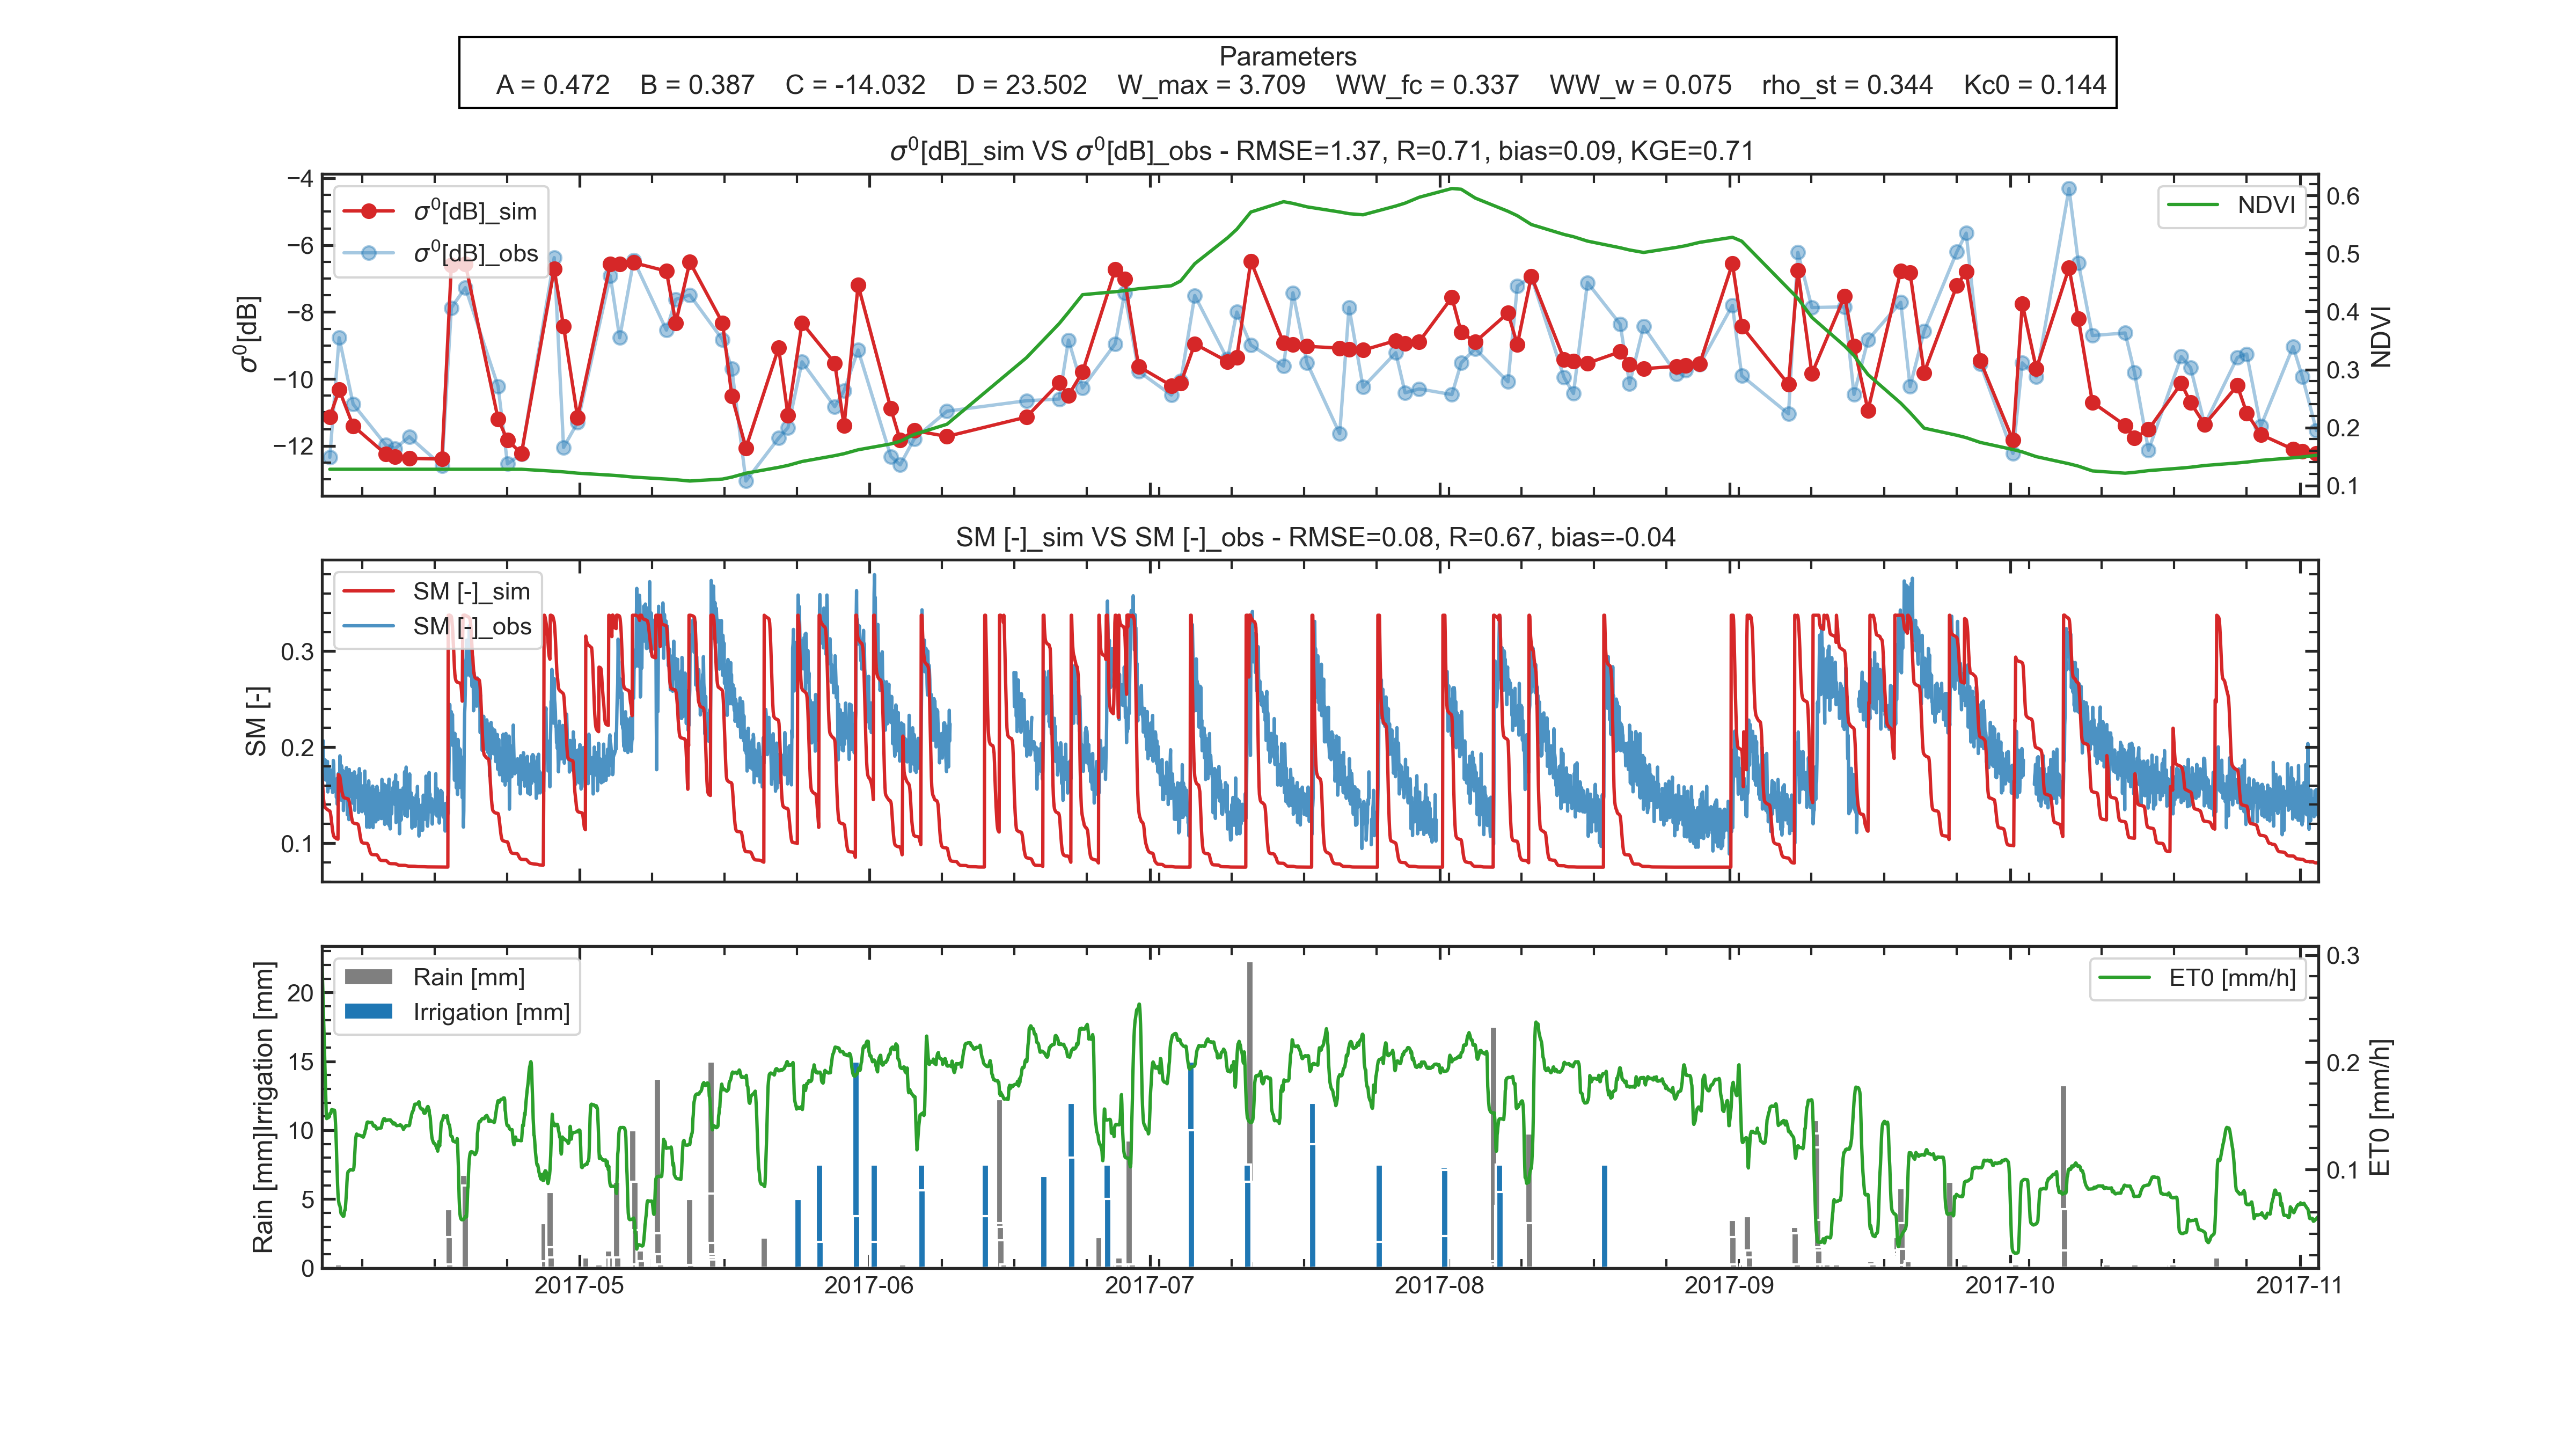 Parameters
A = 0.472 B = 0.387 C = -14.032 D = 23.502 W_max = 3.709 WW_fc = 0.337 WW_w = 0.075 rho_st = 0.344 Kc0 = 0.144
σ⁰[dB]_sim VS σ⁰[dB]_obs - RMSE=1.37, R=0.71, bias=0.09, KGE=0.71
σ⁰[dB]
−4
−6
−8
−10
−12
σ⁰[dB]_sim
σ⁰[dB]_obs
NDVI
0.6
0.5
0.4
0.3
0.2
0.1
NDVI
SM [-]_sim VS SM [-]_obs - RMSE=0.08, R=0.67, bias=-0.04
SM [-]
0.3
0.2
0.1
SM [-]_sim
SM [-]_obs
Rain [mm]Irrigation [mm]
20
15
10
5
0
Rain [mm]
Irrigation [mm]
ET0 [mm/h]
0.3
0.2
0.1
ET0 [mm/h]
2017-05 2017-06 2017-07 2017-08 2017-09 2017-10 2017-11